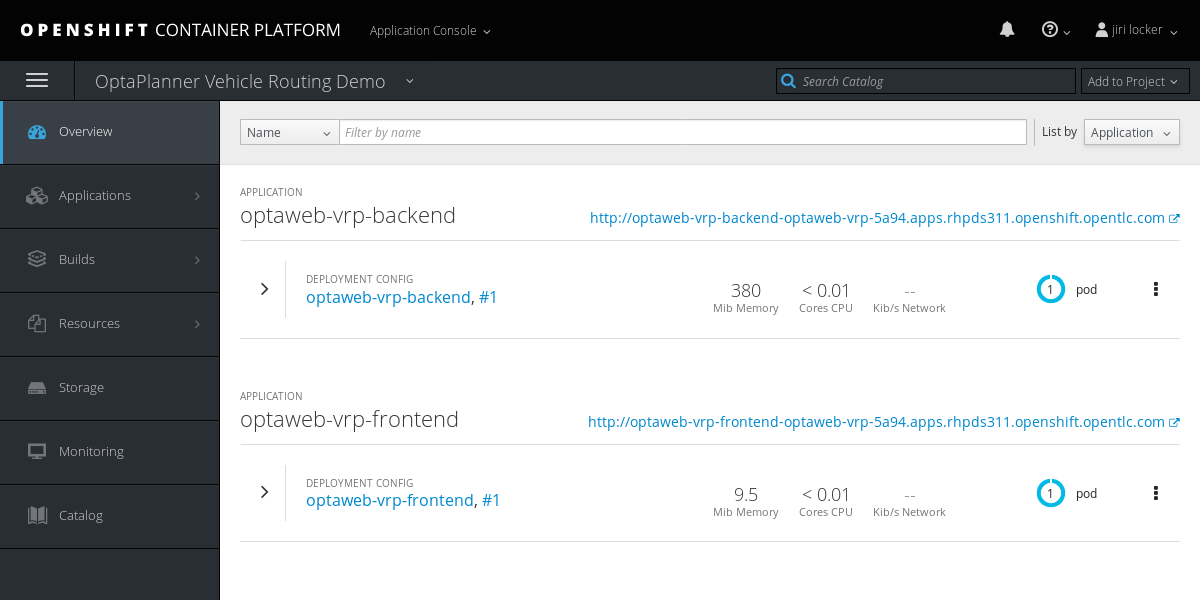 OPENSHIFT CONTAINER PLATFORM
Application Console
jiri locker
OptaPlanner Vehicle Routing Demo
Search Catalog
Add to Project
Overview
Applications
Builds
Resources
Storage
Monitoring
Catalog
Name
Filter by name
List by
Application
APPLICATION
optaweb-vrp-backend
http://optaweb-vrp-backend-optaweb-vrp-5a94.apps.rhpds311.openshift.opentlc.com
DEPLOYMENT CONFIG
optaweb-vrp-backend, #1
380
Mib Memory
< 0.01
Cores CPU
--
Kib/s Network
1 pod
APPLICATION
optaweb-vrp-frontend
http://optaweb-vrp-frontend-optaweb-vrp-5a94.apps.rhpds311.openshift.opentlc.com
DEPLOYMENT CONFIG
optaweb-vrp-frontend, #1
9.5
Mib Memory
< 0.01
Cores CPU
--
Kib/s Network
1 pod